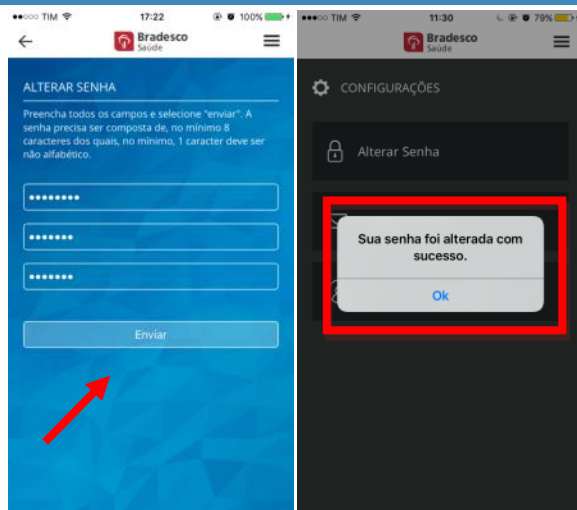 ●●○○○ TIM 17:22 100%
Bradesco
Saúde
ALTERAR SENHA
Preencha todos os campos e selecione "enviar". A
senha precisa ser composta de, no mínimo 8
caracteres dos quais, no mínimo, 1 caracter deve ser
não alfabético.
••••••••
•••••••
•••••••
Enviar
●●●○○ TIM 11:30 79%
Bradesco
Saúde
CONFIGURAÇÕES
Alterar Senha
Sua senha foi alterada com
sucesso.
Ok